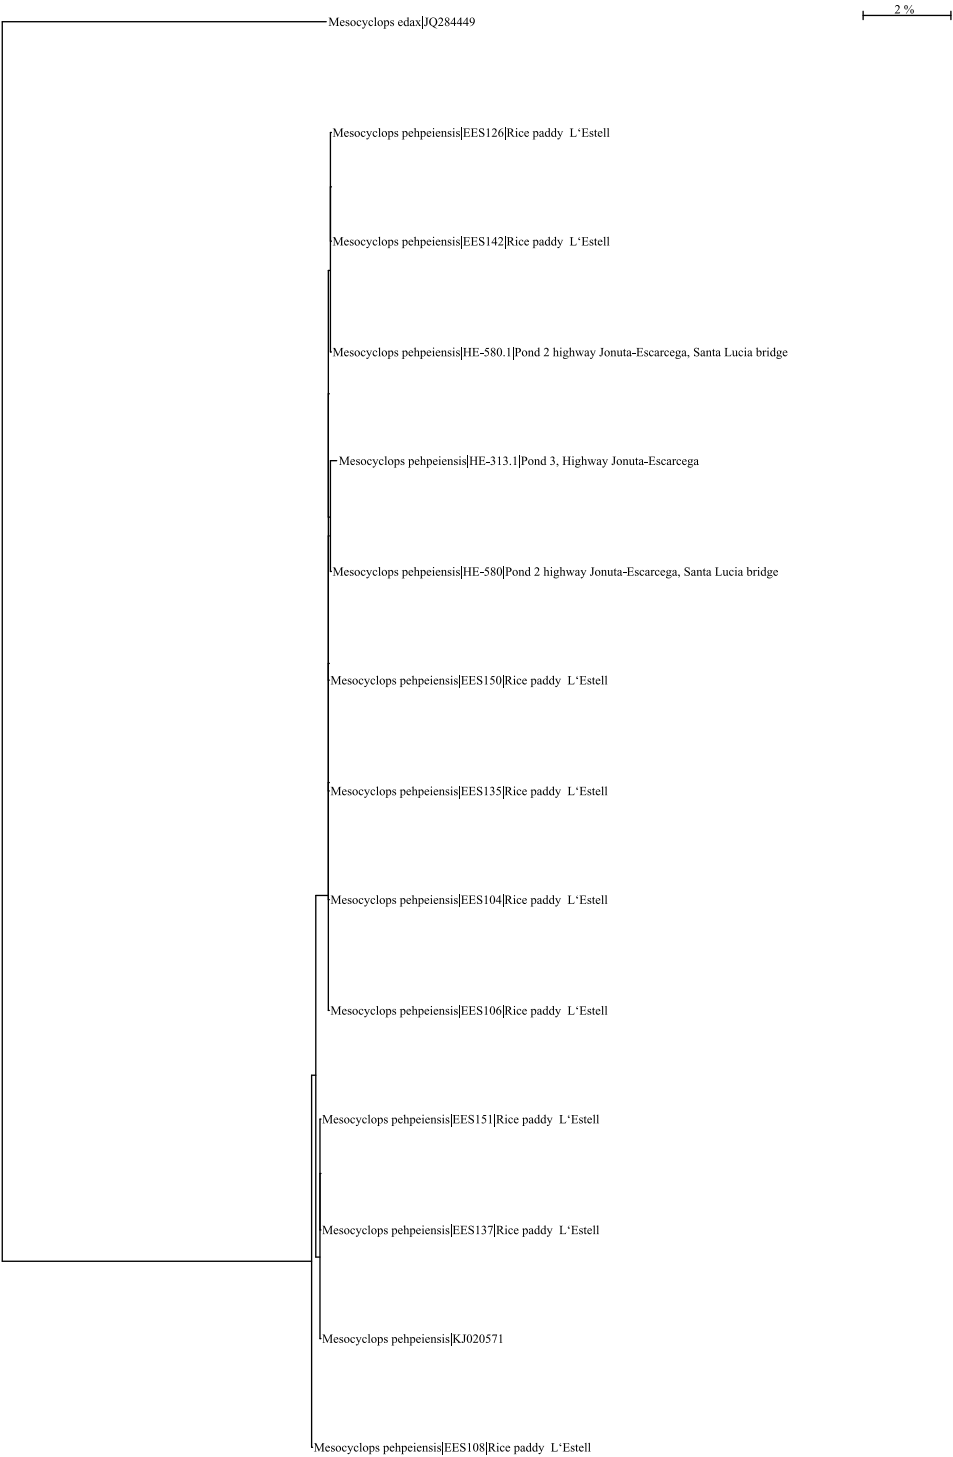 2 %
Mesocyclops edax|JQ284449
Mesocyclops pehpeiensis|EES126|Rice paddy  L‘Estell
Mesocyclops pehpeiensis|EES142|Rice paddy  L‘Estell
Mesocyclops pehpeiensis|HE-580.1|Pond 2 highway Jonuta-Escarcega, Santa Lucia bridge
Mesocyclops pehpeiensis|HE-313.1|Pond 3, Highway Jonuta-Escarcega
Mesocyclops pehpeiensis|HE-580|Pond 2 highway Jonuta-Escarcega, Santa Lucia bridge
Mesocyclops pehpeiensis|EES150|Rice paddy  L‘Estell
Mesocyclops pehpeiensis|EES135|Rice paddy  L‘Estell
Mesocyclops pehpeiensis|EES104|Rice paddy  L‘Estell
Mesocyclops pehpeiensis|EES106|Rice paddy  L‘Estell
Mesocyclops pehpeiensis|EES151|Rice paddy  L‘Estell
Mesocyclops pehpeiensis|EES137|Rice paddy  L‘Estell
Mesocyclops pehpeiensis|KJ020571
Mesocyclops pehpeiensis|EES108|Rice paddy  L‘Estell